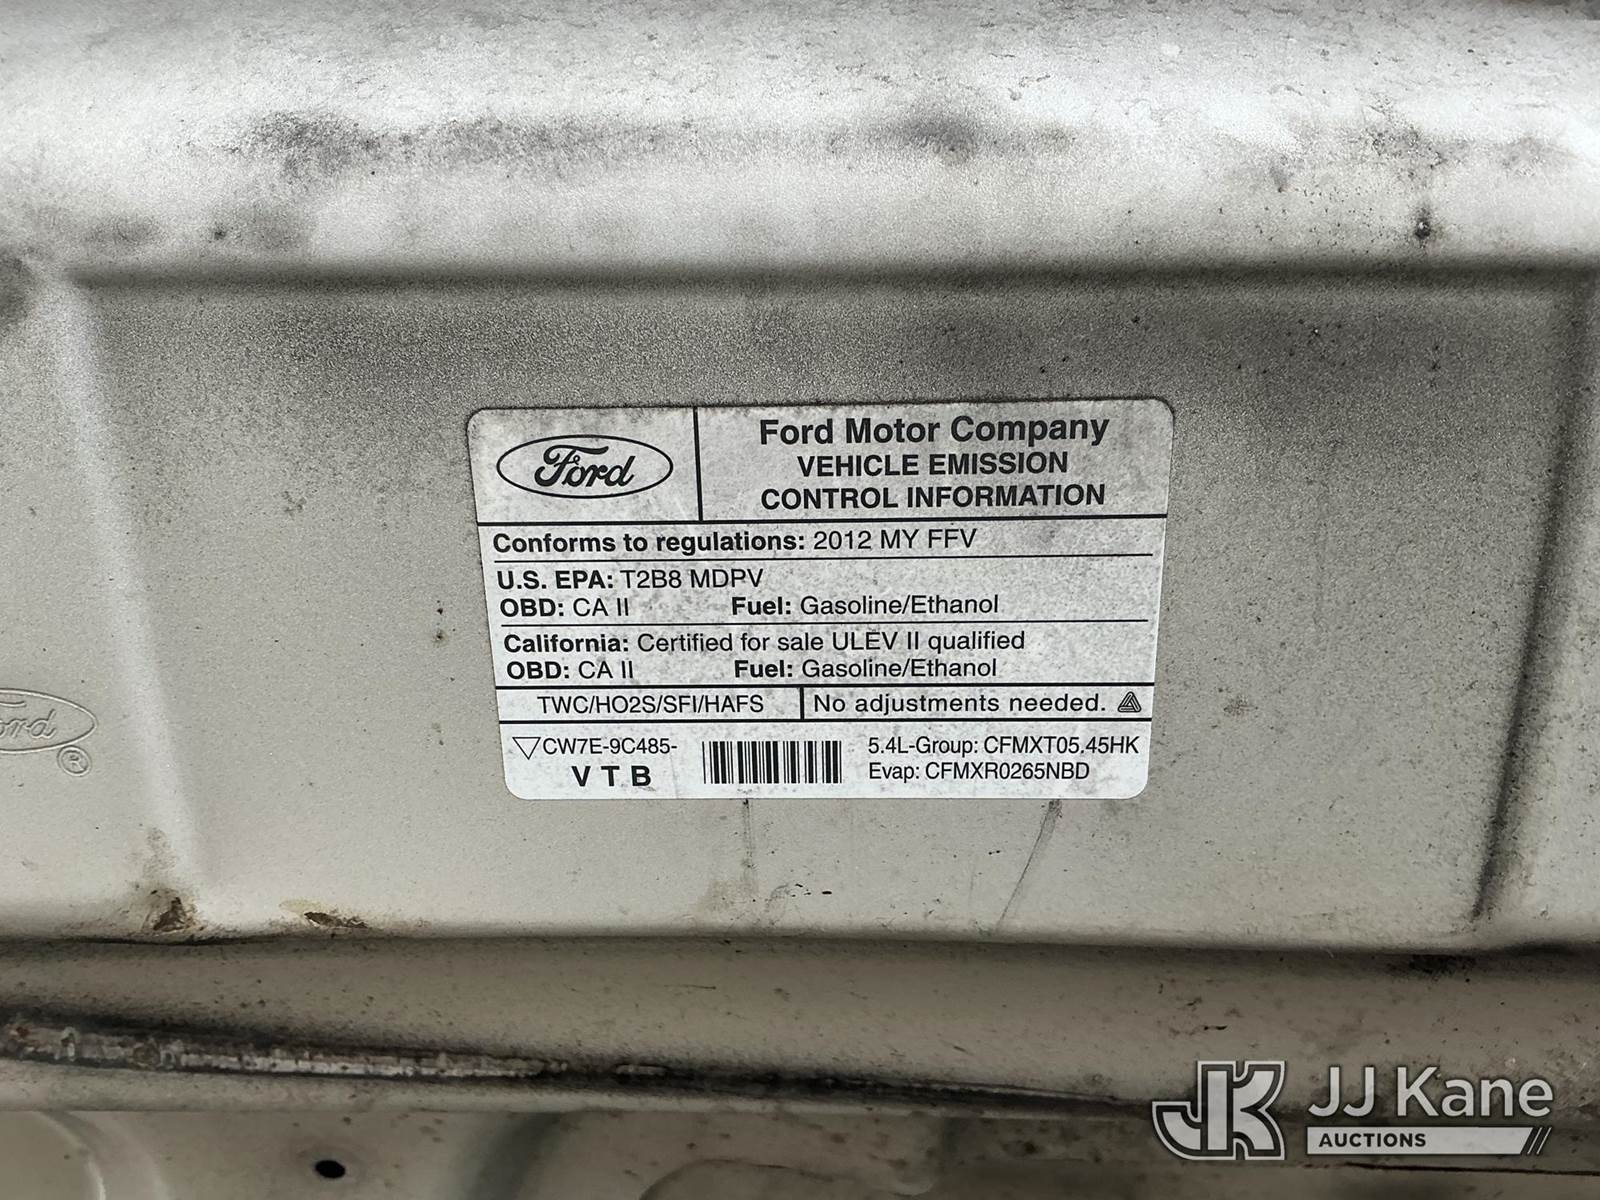 Ford
Ford Motor Company
VEHICLE EMISSION
CONTROL INFORMATION
Conforms to regulations: 2012 MY FFV
U.S. EPA: T2B8 MDPV
OBD: CA II Fuel: Gasoline/Ethanol
California: Certified for sale ULEV II qualified
OBD: CA II Fuel: Gasoline/Ethanol
TWC/HO2S/SFI/HAFS No adjustments needed.
CW7E-9C485-
VTB
5.4L-Group: CFMXT05.45HK
Evap: CFMXR0265NBD
Ford ®
JK JJ Kane
AUCTIONS